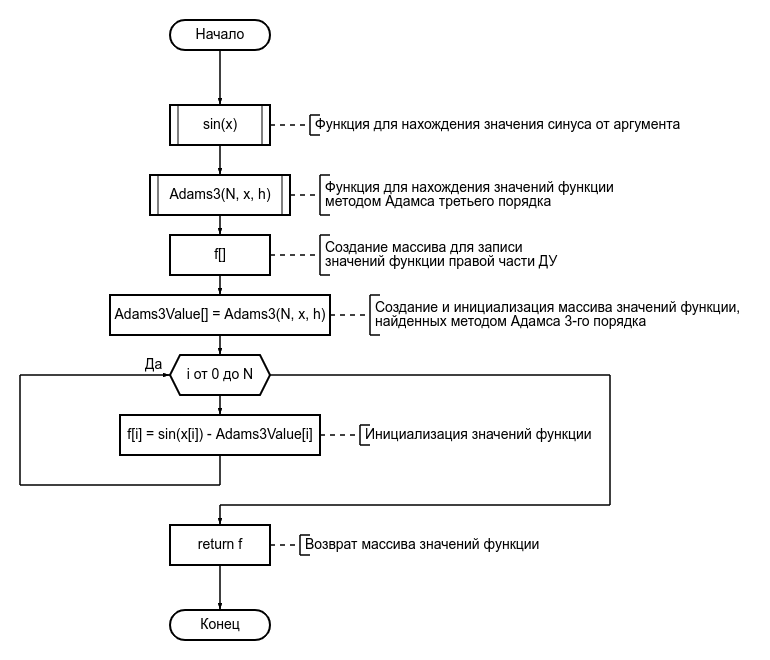 Начало
sin(x)
Функция для нахождения значения синуса от аргумента
Adams3(N, x, h)
Функция для нахождения значений функции
методом Адамса третьего порядка
f[]
Создание массива для записи
значений функции правой части ДУ
Adams3Value[] = Adams3(N, x, h)
Создание и инициализация массива значений функции,
найденных методом Адамса 3-го порядка
Да
i от 0 до N
f[i] = sin(x[i]) - Adams3Value[i]
Инициализация значений функции
return f
Возврат массива значений функции
Конец